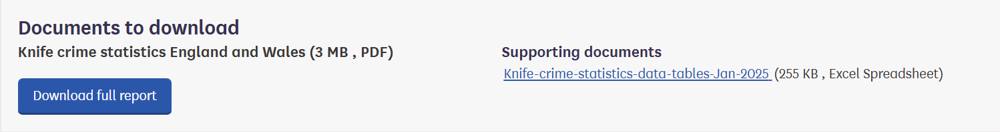 Documents to download
Knife crime statistics England and Wales (3 MB , PDF)
Download full report
Supporting documents
Knife-crime-statistics-data-tables-Jan-2025 (255 KB , Excel Spreadsheet)